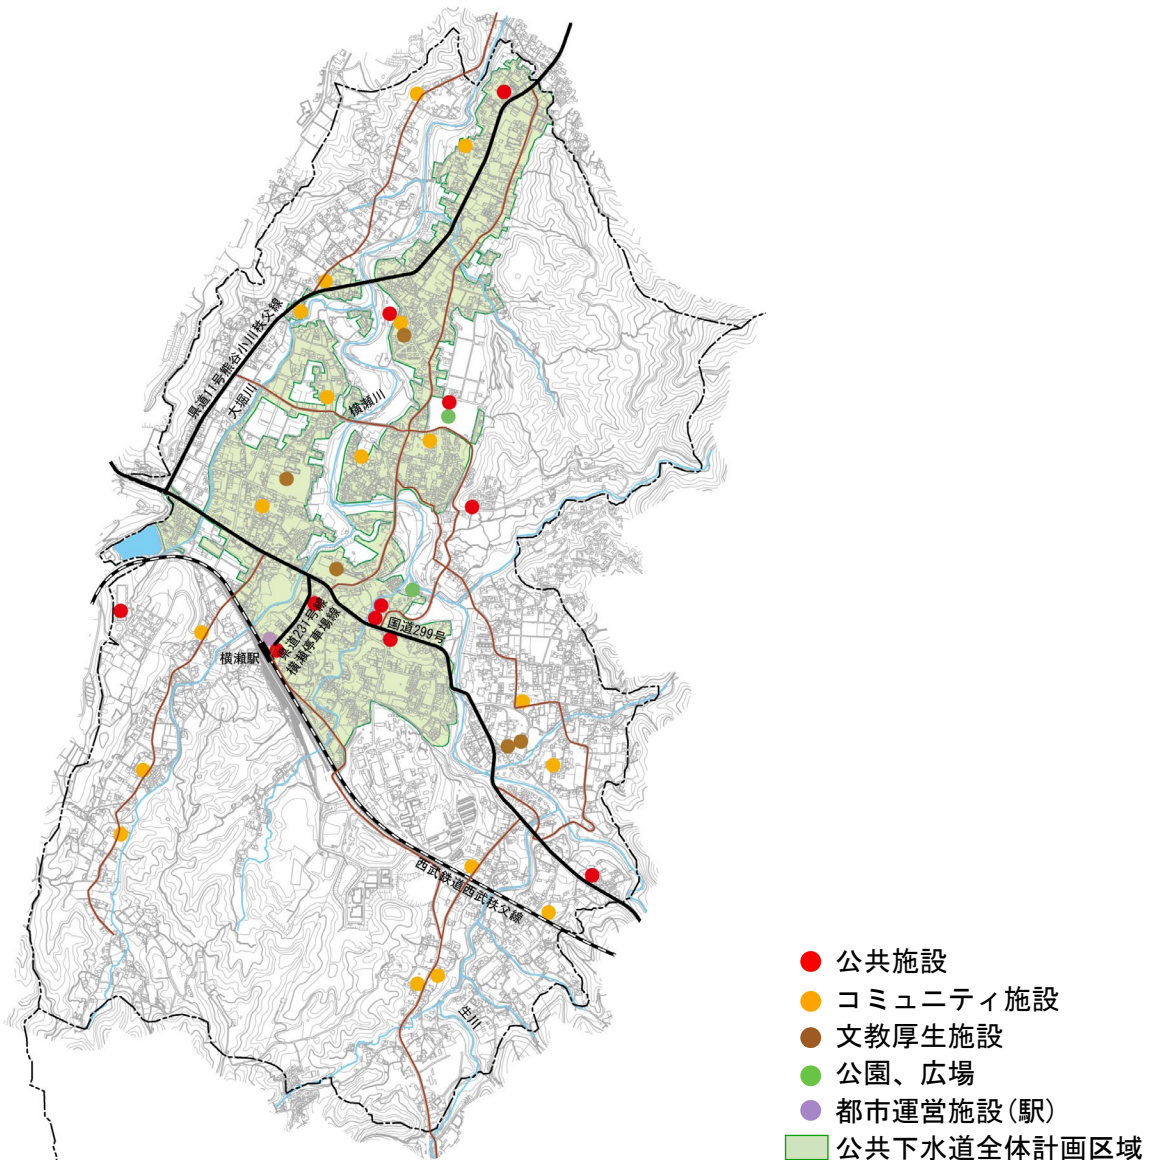 県道11号熊谷小川秩父線
大堀川
横瀬川
国道299号
県道231号線
横瀬停車場線
横瀬駅
西武鉄道西武秩父線
生川
公共施設
コミュニティ施設
文教厚生施設
公園、広場
都市運営施設(駅)
公共下水道全体計画区域